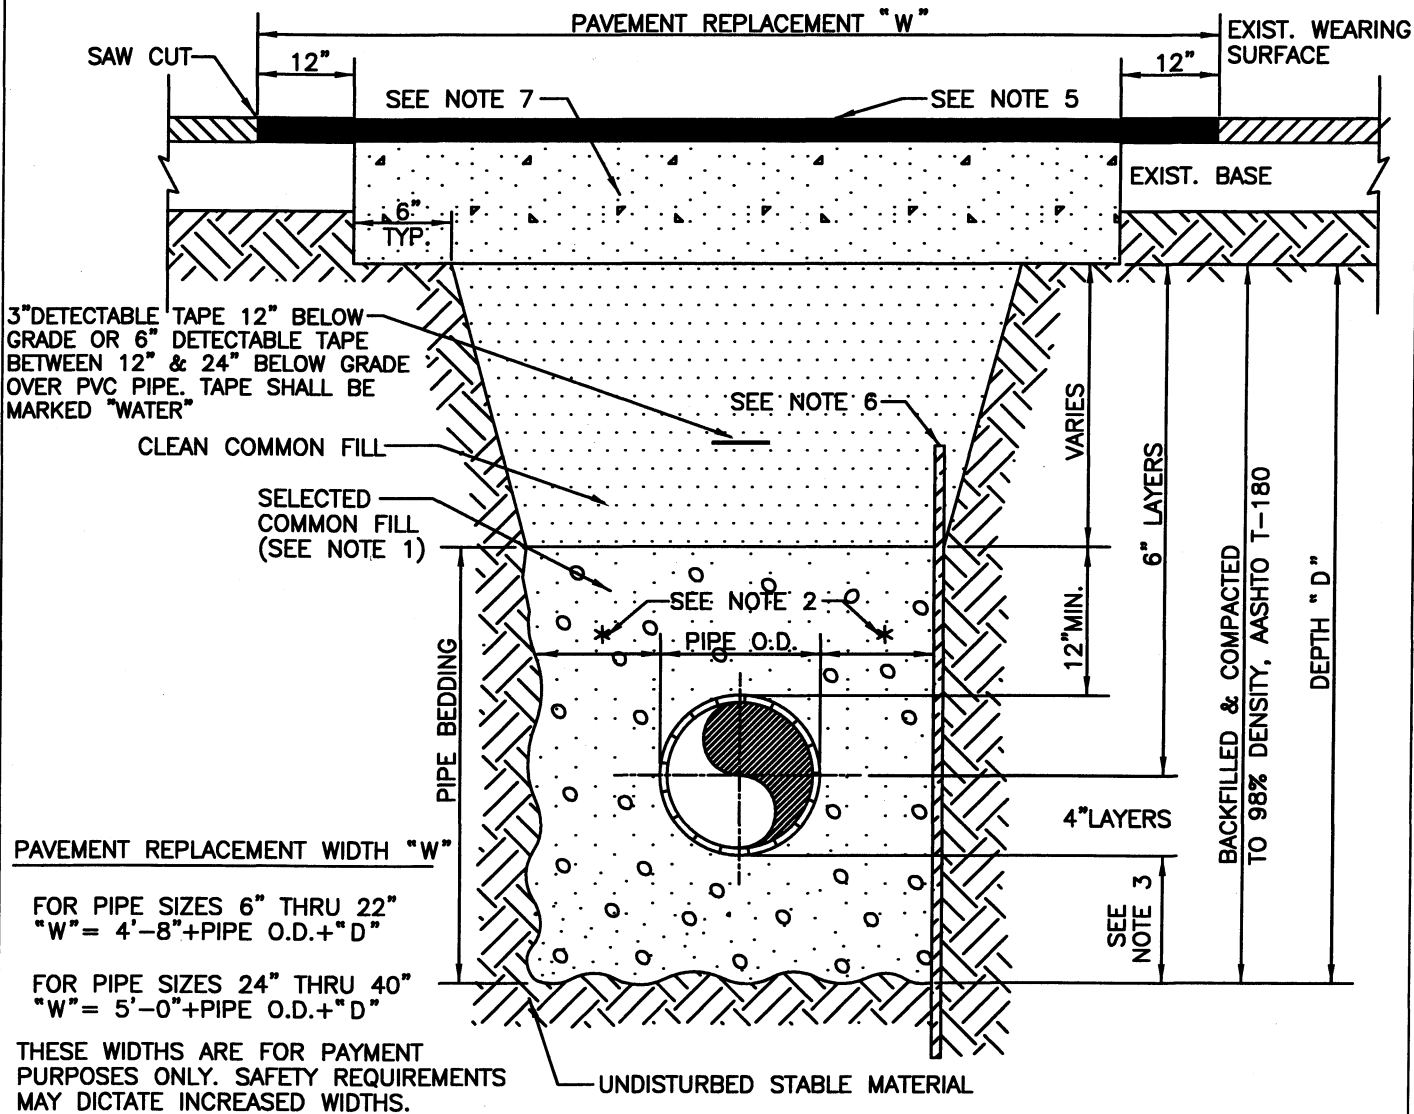 PAVEMENT REPLACEMENT "W"
EXIST. WEARING
SURFACE
SAW CUT
12"
12"
SEE NOTE 7
SEE NOTE 5
EXIST. BASE
6"
TYP.
3"DETECTABLE TAPE 12" BELOW
GRADE OR 6" DETECTABLE TAPE
BETWEEN 12" & 24" BELOW GRADE
OVER PVC PIPE. TAPE SHALL BE
MARKED "WATER"
SEE NOTE 6
CLEAN COMMON FILL
SELECTED
COMMON FILL
(SEE NOTE 1)
VARIES
6" LAYERS
BACKFILLED & COMPACTED
TO 98% DENSITY, AASHTO T-180
DEPTH "D"
SEE NOTE 2
* *
PIPE O.D.
12"MIN.
PIPE BEDDING
4"LAYERS
SEE
NOTE 3
PAVEMENT REPLACEMENT WIDTH "W"
FOR PIPE SIZES 6" THRU 22"
"W"= 4'-8"+PIPE O.D.+"D"
FOR PIPE SIZES 24" THRU 40"
"W"= 5'-0"+PIPE O.D.+"D"
THESE WIDTHS ARE FOR PAYMENT
PURPOSES ONLY. SAFETY REQUIREMENTS
MAY DICTATE INCREASED WIDTHS.
UNDISTURBED STABLE MATERIAL